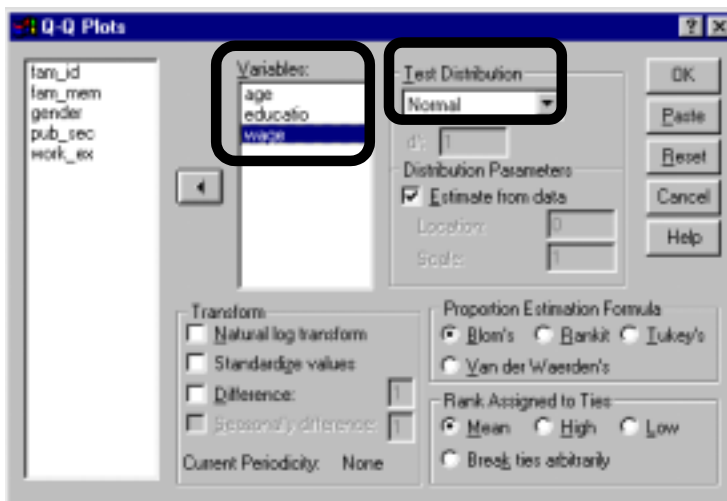 Q-Q Plots
fam_id
fam_mem
gender
pub_sec
work_ex
Variables:
age
educatio
wage
Test Distribution
Normal
df: 1
Distribution Parameters
Estimate from data
Location: 0
Scale: 1
OK
Paste
Reset
Cancel
Help
Transform
Natural log transform
Standardize values
Difference: 1
Seasonally difference: 1
Current Periodicity: None
Proportion Estimation Formula
Blom's Rankit Tukey's
Van der Waerden's
Rank Assigned to Ties
Mean High Low
Break ties arbitrarily